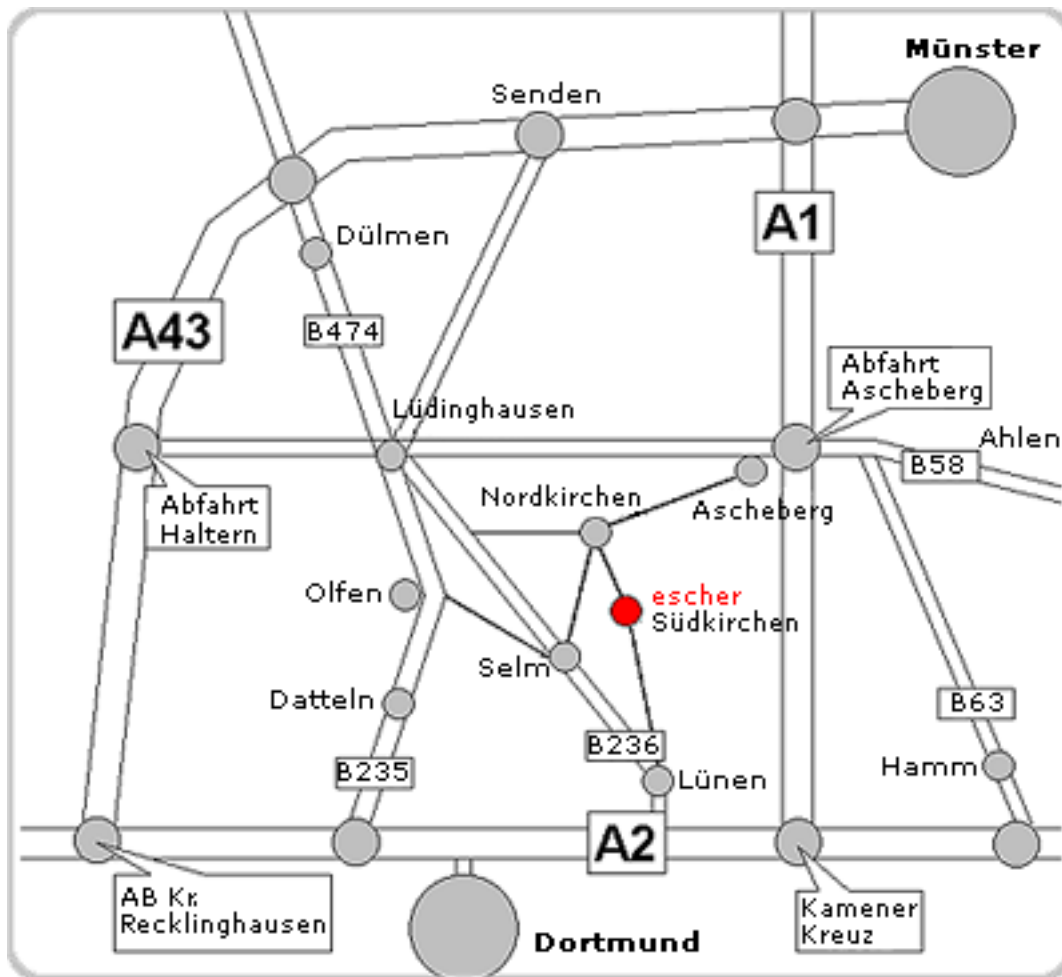 Münster
Senden
A1
Dülmen
A43
B474
Abfahrt
Ascheberg
Lüdinghausen
Ahlen
B58
Nordkirchen
Ascheberg
Abfahrt
Haltern
Olfen
escher
Südkirchen
Selm
Datteln
B63
B236
B235
Lünen
Hamm
A2
AB Kr.
Recklinghausen
Kamener
Kreuz
Dortmund